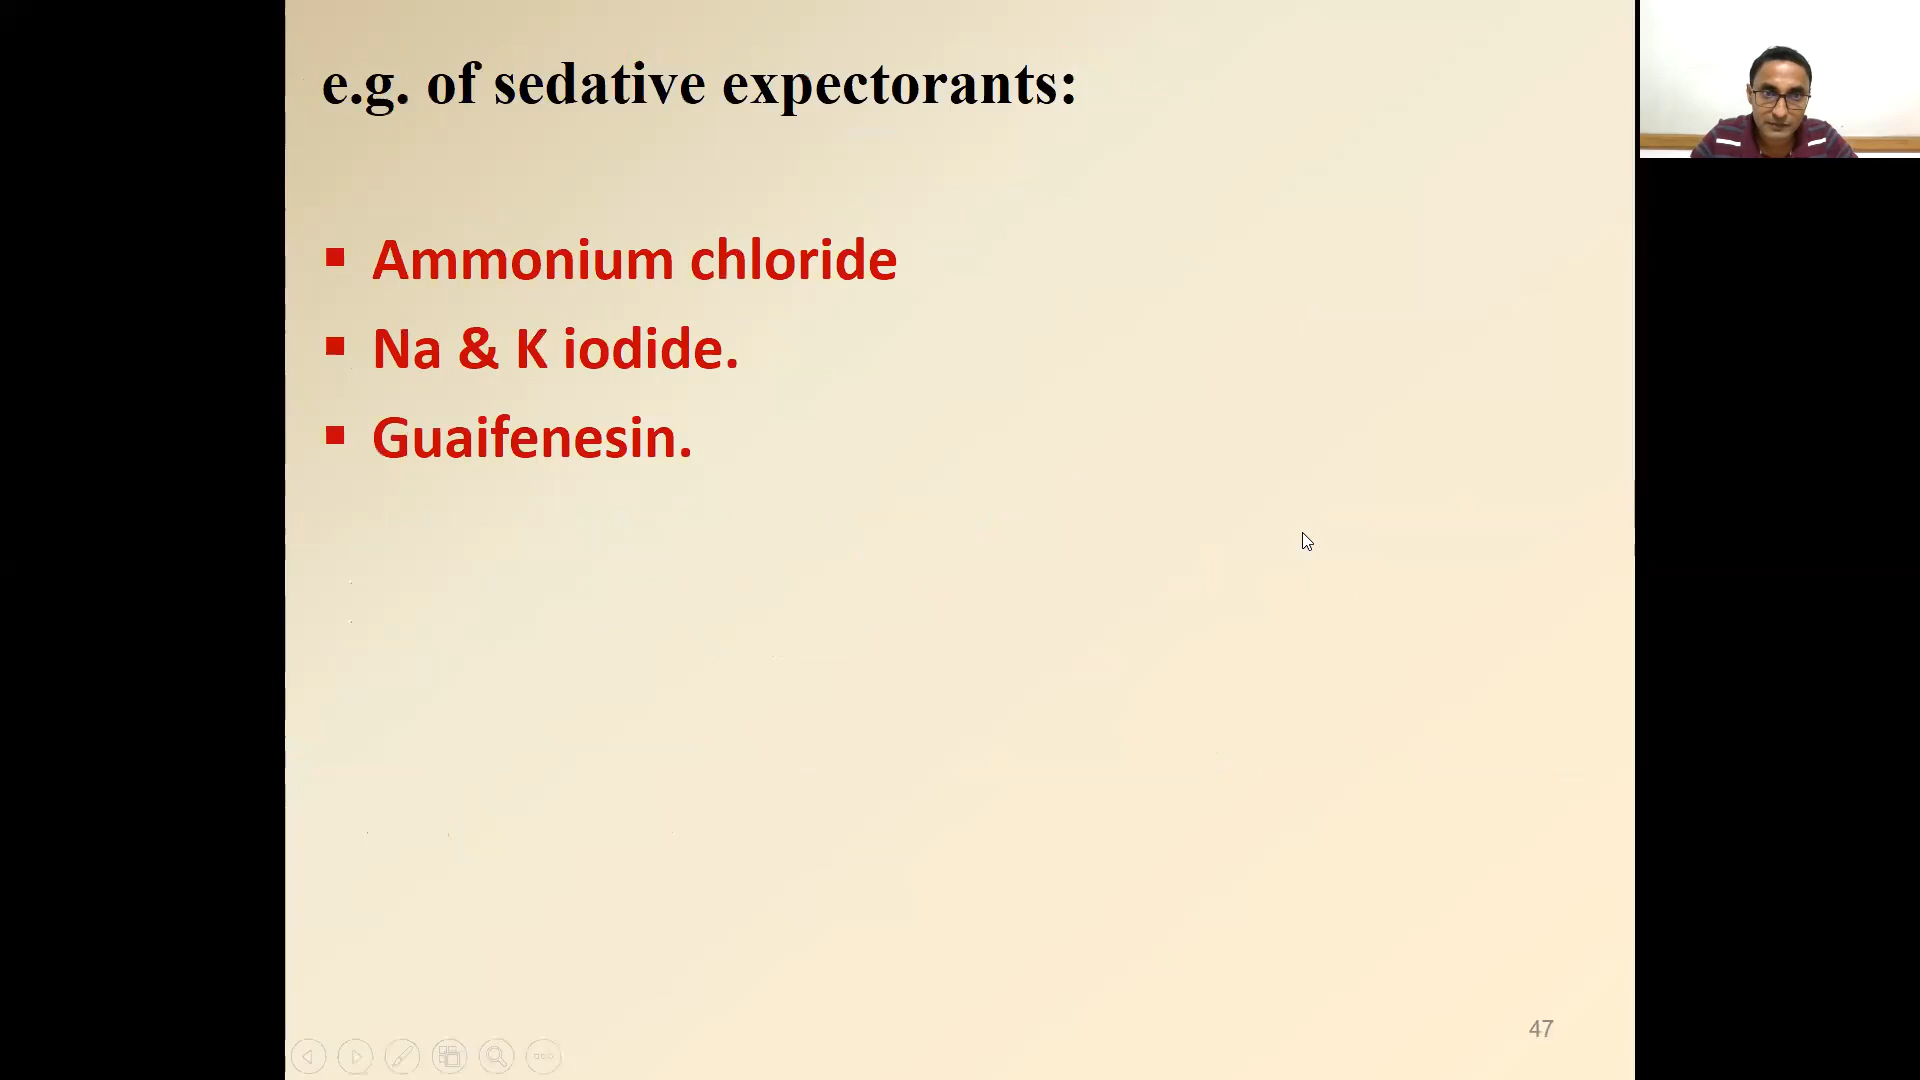 e.g. of sedative expectorants:
▪ Ammonium chloride
▪ Na & K iodide.
▪ Guaifenesin.
47